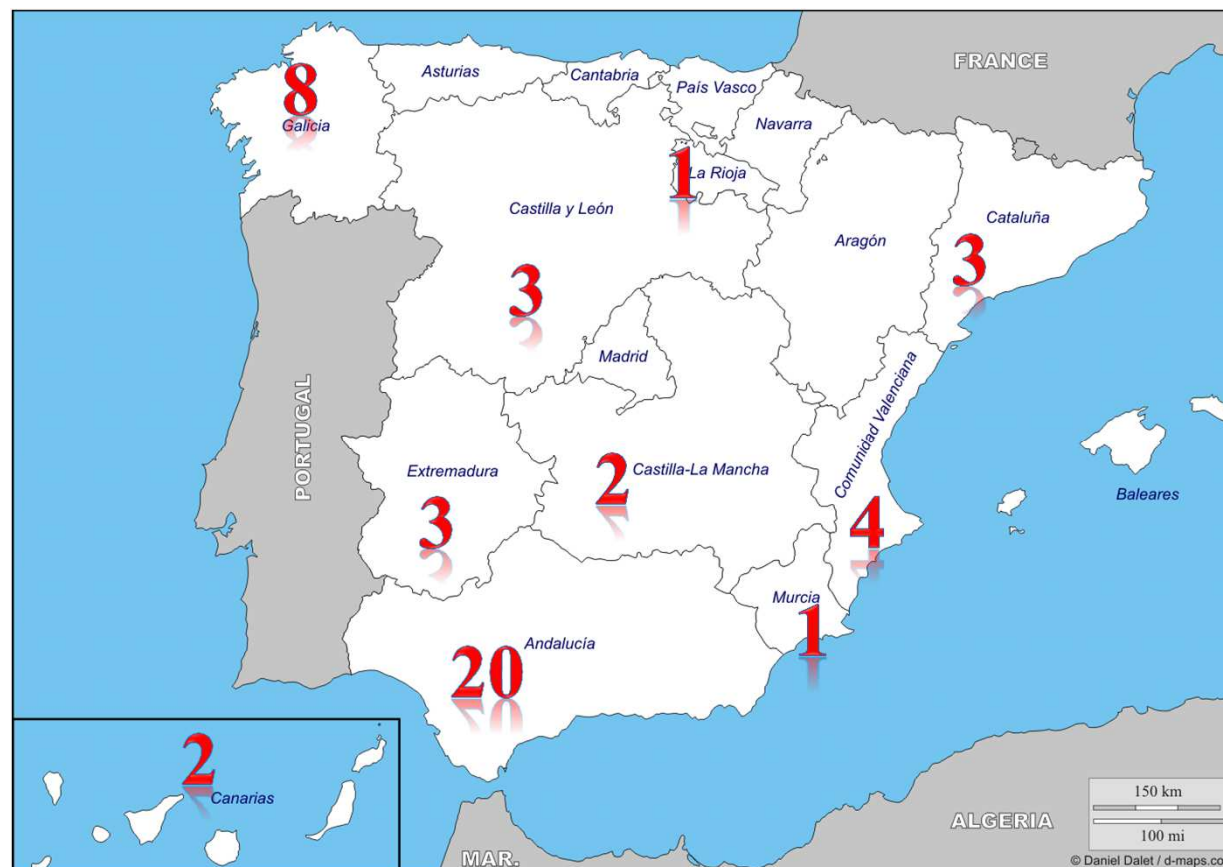 FRANCE
Asturias
Cantabria
País Vasco
8
Galicia
Navarra
1
La Rioja
Castilla y León
Cataluña
Aragón
3
3
Madrid
Comunidad Valenciana
PORTUGAL
Extremadura
2
Castilla-La Mancha
Baleares
3
4
Murcia
1
Andalucía
20
2
Canarias
150 km
100 mi
ALGERIA
MAR.
© Daniel Dalet / d-maps.co